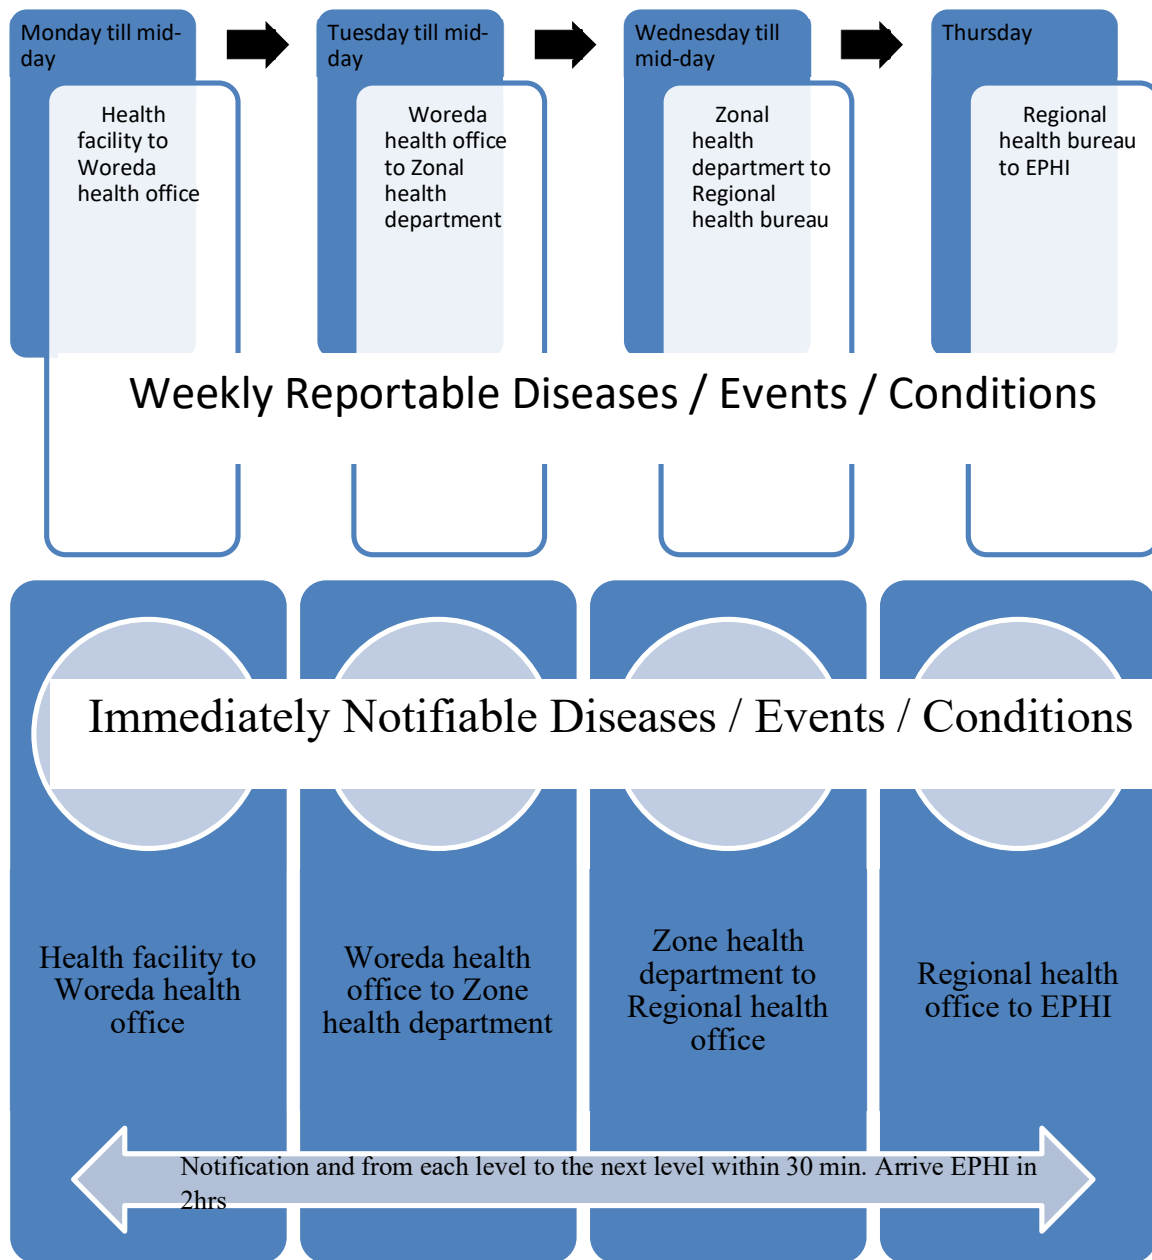 Monday till mid-
day
Tuesday till mid-
day
Wednesday till
mid-day
Thursday
Health
facility to
Woreda
health office
Woreda
health office
to Zonal
health
department
Zonal
health
departmert to
Regional
health bureau
Regional
health bureau
to EPHI
Weekly Reportable Diseases / Events / Conditions
Immediately Notifiable Diseases / Events / Conditions
Health facility to
Woreda health
office
Woreda health
office to Zone
health department
Zone health
department to
Regional health
office
Regional health
office to EPHI
Notification and from each level to the next level within 30 min. Arrive EPHI in
2hrs